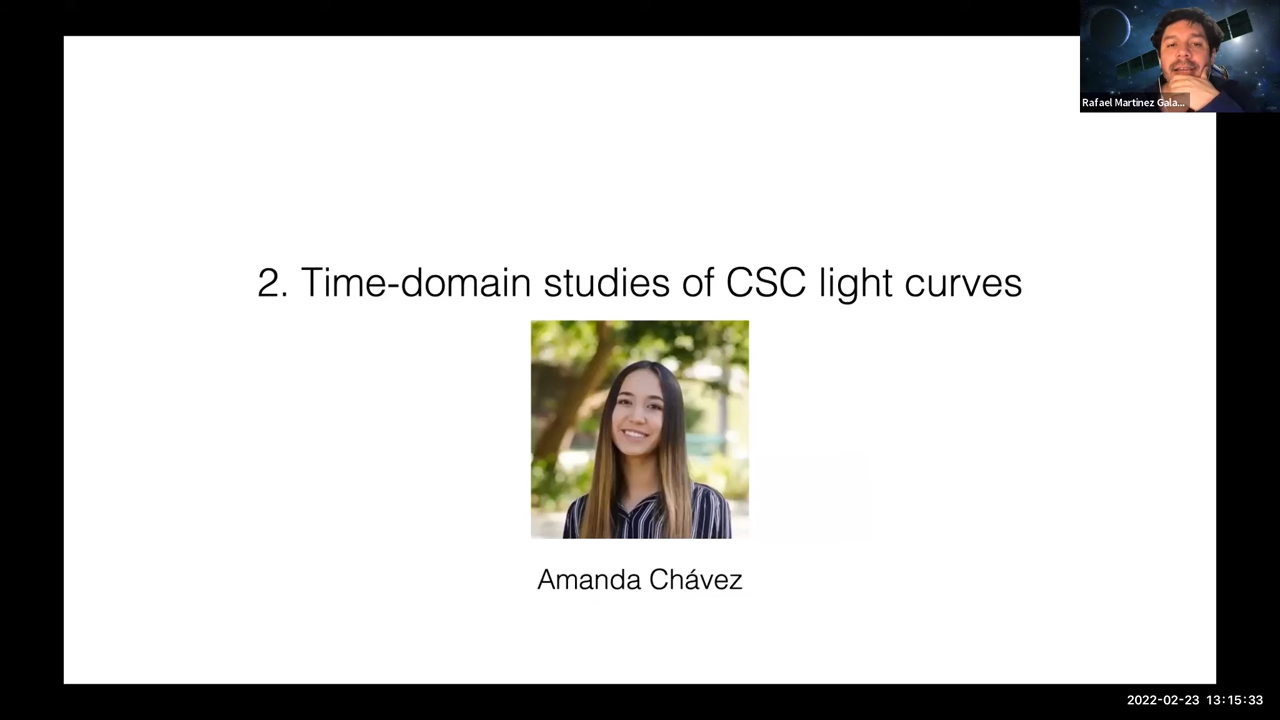 Rafael Martinez Gala...
2. Time-domain studies of CSC light curves
Amanda Chávez
2022-02-23 13:15:33